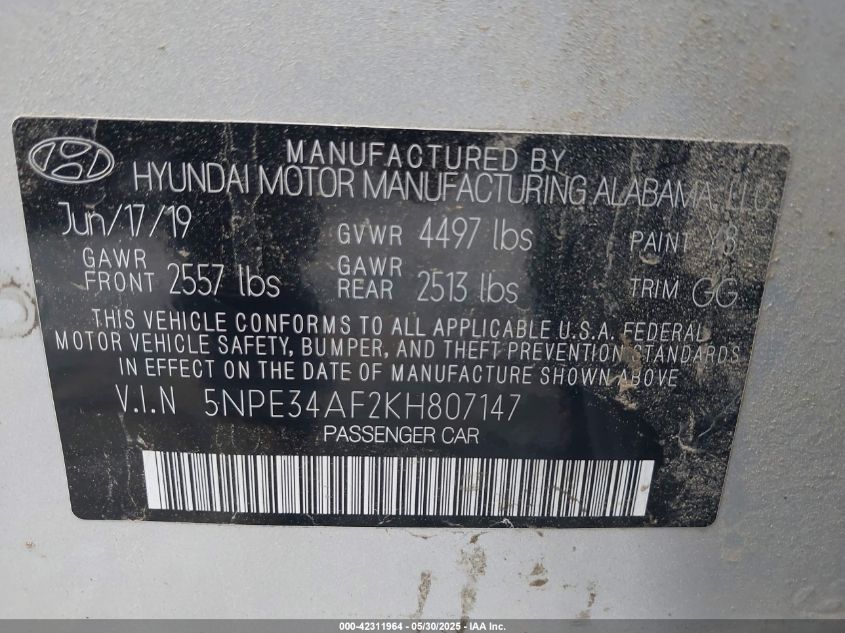 MANUFACTURED BY
HYUNDAI MOTOR MANUFACTURING ALABAMA, LLC
Jun/17/19 GVWR 4497 lbs PAINT Y8
GAWR FRONT 2557 lbs GAWR REAR 2513 lbs TRIM GG
THIS VEHICLE CONFORMS TO ALL APPLICABLE U.S.A. FEDERAL
MOTOR VEHICLE SAFETY, BUMPER, AND THEFT PREVENTION STANDARDS
IN EFFECT ON THE DATE OF MANUFACTURE SHOWN ABOVE
V.I.N 5NPE34AF2KH807147
PASSENGER CAR
000-42311964 - 05/30/2025 - IAA Inc.